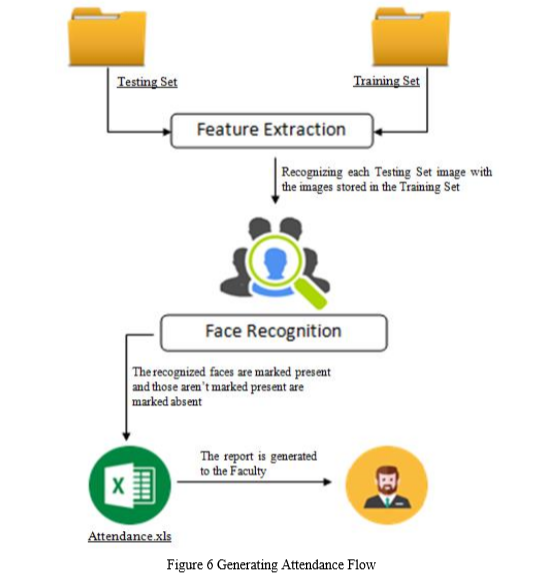 Testing Set
Training Set
Feature Extraction
Recognizing each Testing Set image with
the images stored in the Training Set
Face Recognition
The recognized faces are marked present
and those aren't marked present are
marked absent
The report is generated
to the Faculty
X
Attendance.xls
Figure 6 Generating Attendance Flow